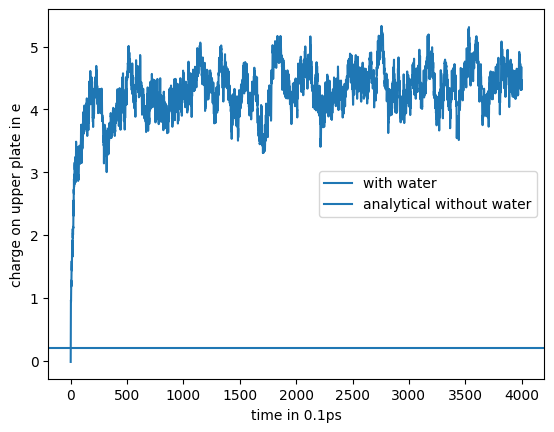 5
4
3
2
1
0
charge on upper plate in e
with water
analytical without water
0 500 1000 1500 2000 2500 3000 3500 4000
time in 0.1ps